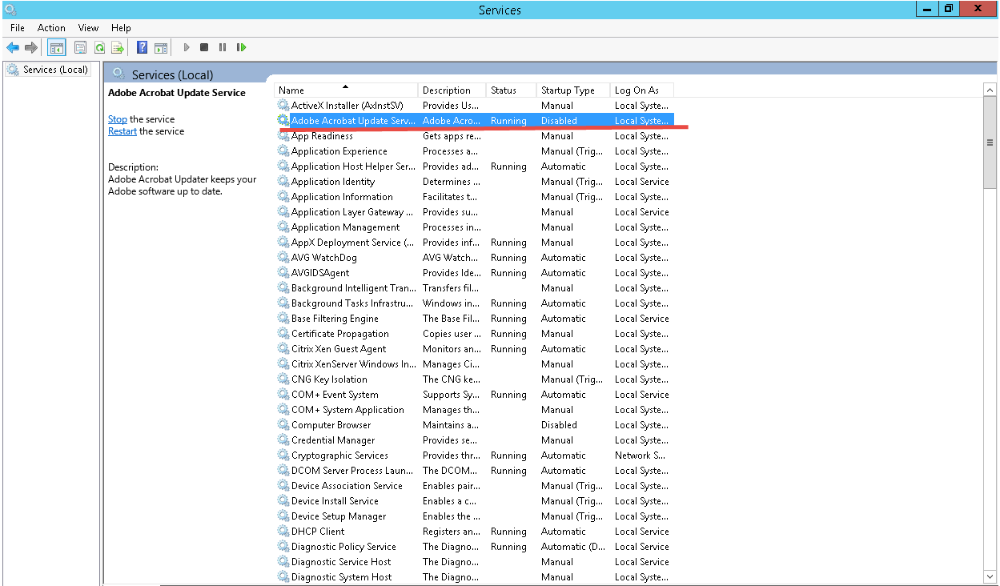 Services
File Action View Help
Services (Local)
Services (Local)
Adobe Acrobat Update Service
Stop the service
Restart the service
Description:
Adobe Acrobat Updater keeps your
Adobe software up to date.
Name Description Status Startup Type Log On As
ActiveX Installer (AxInstSV) Provides Us... Manual Local Syste...
Adobe Acrobat Update Serv... Adobe Acro... Running Disabled Local Syste...
App Readiness Gets apps re... Manual Local Syste...
Application Experience Processes a... Manual (Trig... Local Syste...
Application Host Helper Ser... Provides ad... Running Automatic Local Syste...
Application Identity Determines ... Manual (Trig... Local Service
Application Information Facilitates t... Manual (Trig... Local Syste...
Application Layer Gateway ... Provides su... Manual Local Service
Application Management Processes in... Manual Local Syste...
AppX Deployment Service (... Provides inf... Running Manual Local Syste...
AVG WatchDog AVG Watch... Running Automatic Local Syste...
AVGIDSAgent Provides Ide... Running Automatic Local Syste...
Background Intelligent Tran... Transfers fil... Manual Local Syste...
Background Tasks Infrastru... Windows in... Running Automatic Local Syste...
Base Filtering Engine The Base Fil... Running Automatic Local Service
Certificate Propagation Copies user ... Running Manual Local Syste...
Citrix Xen Guest Agent Monitors an... Running Automatic Local Syste...
Citrix XenServer Windows In... Manages Ci... Manual Local Syste...
CNG Key Isolation The CNG ke... Manual (Trig... Local Syste...
COM+ Event System Supports Sy... Running Automatic Local Service
COM+ System Application Manages th... Manual Local Syste...
Computer Browser Maintains a... Disabled Local Syste...
Credential Manager Provides se... Manual Local Syste...
Cryptographic Services Provides thr... Running Automatic Network S...
DCOM Server Process Laun... The DCOM... Running Automatic Local Syste...
Device Association Service Enables pair... Manual (Trig... Local Syste...
Device Install Service Enables a c... Manual (Trig... Local Syste...
Device Setup Manager Enables the ... Manual (Trig... Local Syste...
DHCP Client Registers an... Running Automatic Local Service
Diagnostic Policy Service The Diagno... Running Automatic (D... Local Service
Diagnostic Service Host The Diagno... Manual Local Service
Diagnostic System Host The Diagno... Manual Local Syste...